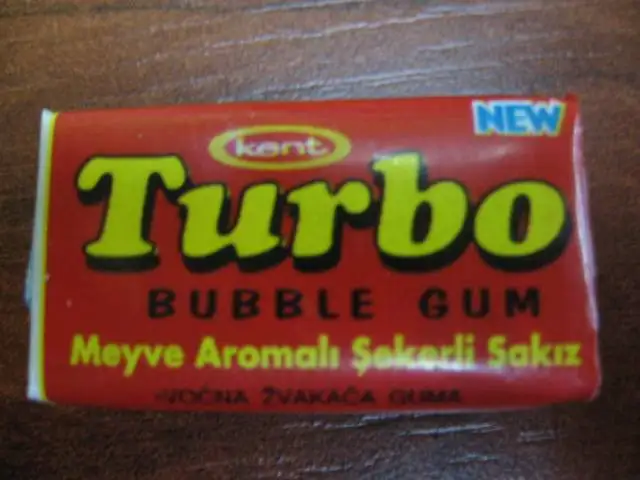 NEW
kent
Turbo
BUBBLE GUM
Meyve Aromalı Şekerli Sakız
VOĆNA ŽVAKAĆA GUMA